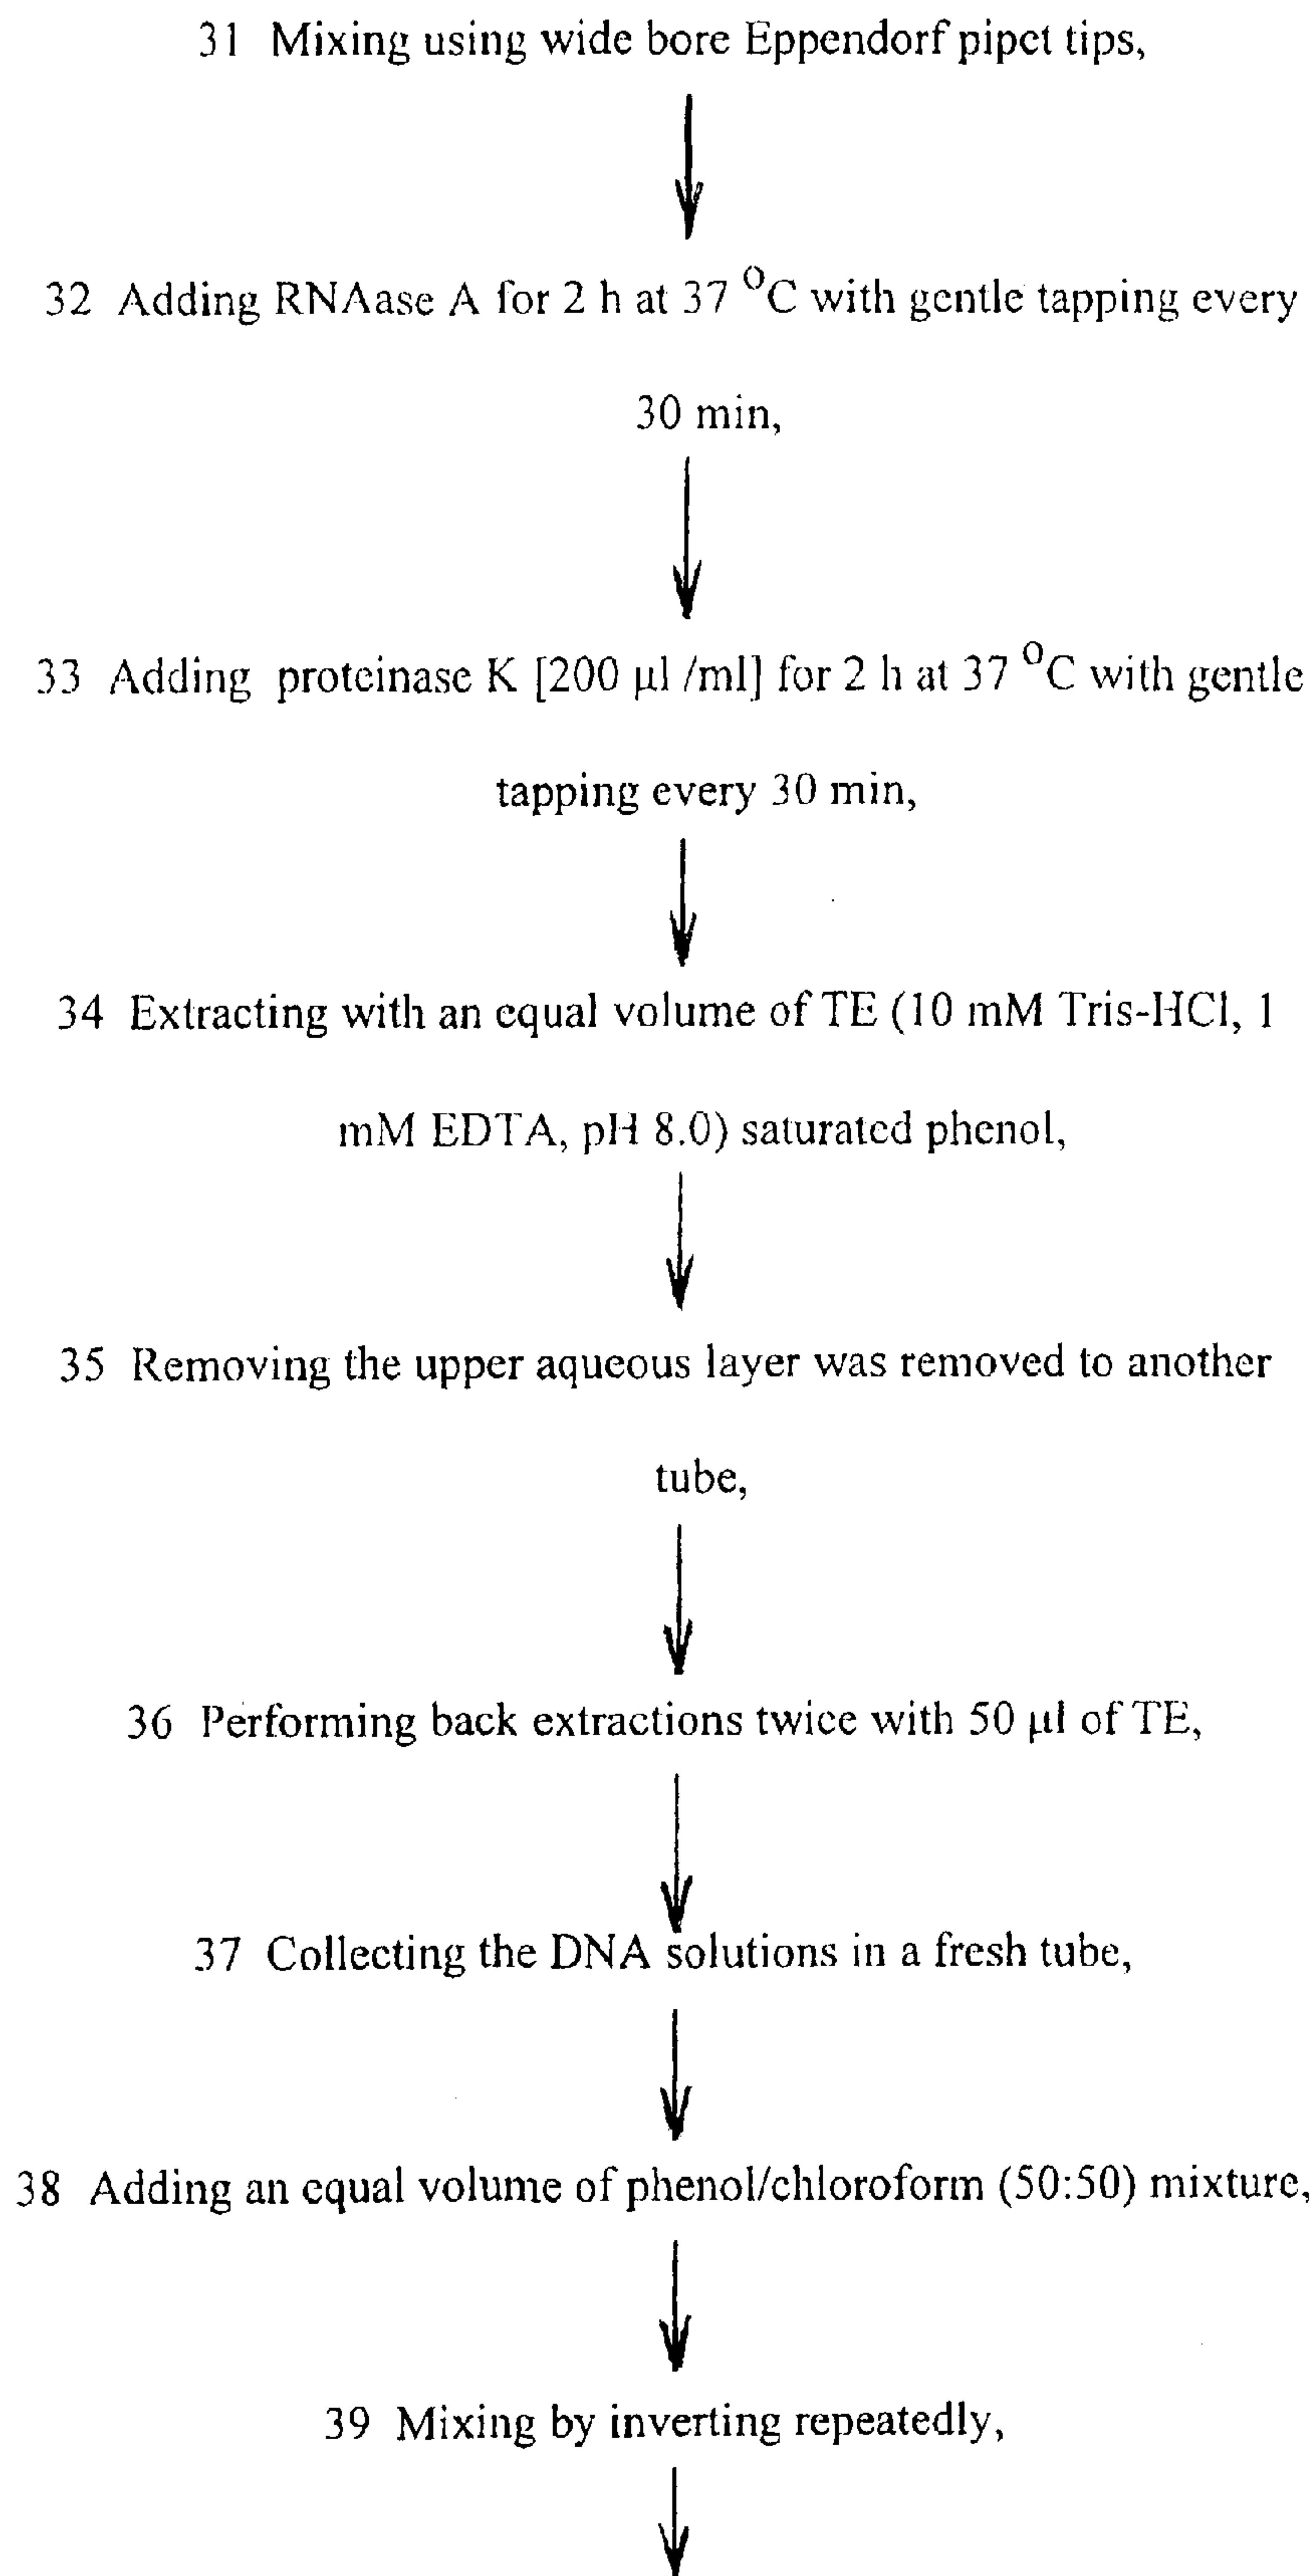 31 Mixing using wide bore Eppendorf pipet tips,
32 Adding RNAase A for 2 h at 37 °C with gentle tapping every
30 min,
33 Adding proteinase K [200 µl /ml] for 2 h at 37 °C with gentle
tapping every 30 min,
34 Extracting with an equal volume of TE (10 mM Tris-HCl, 1
mM EDTA, pH 8.0) saturated phenol,
35 Removing the upper aqueous layer was removed to another
tube,
36 Performing back extractions twice with 50 µl of TE,
37 Collecting the DNA solutions in a fresh tube,
38 Adding an equal volume of phenol/chloroform (50:50) mixture,
39 Mixing by inverting repeatedly,